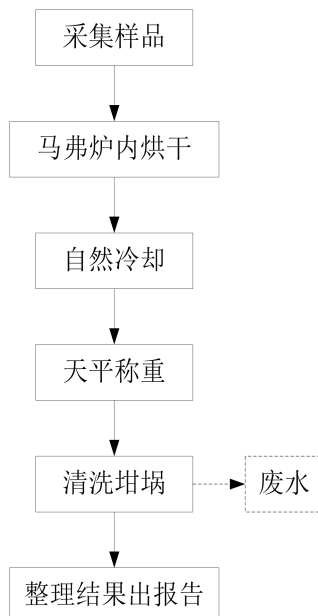 采集样品
马弗炉内烘干
自然冷却
天平称重
清洗坩埚
废水
整理结果出报告